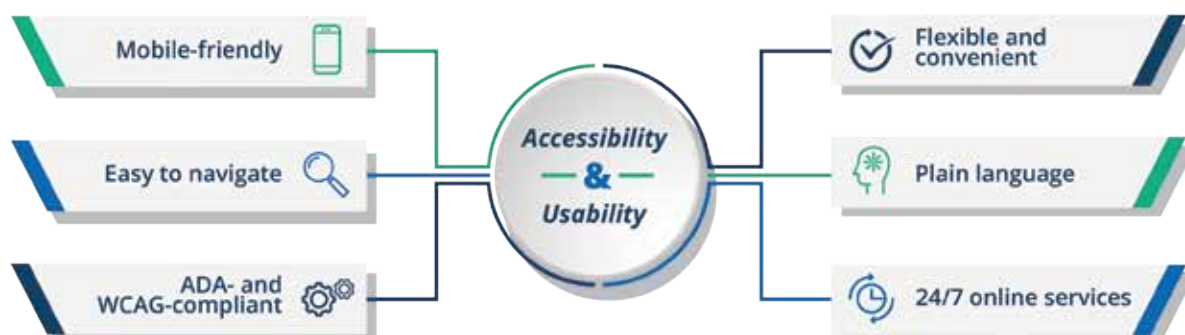 Mobile-friendly
Easy to navigate
ADA- and
WCAG-compliant
Accessibility
&
Usability
Flexible and
convenient
Plain language
24/7 online services